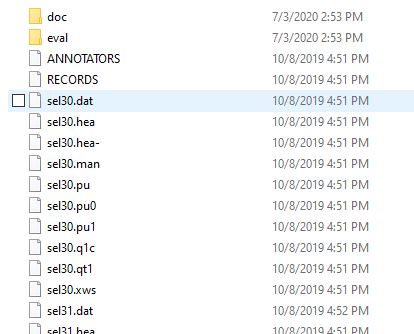 doc 7/3/2020 2:53 PM
eval 7/3/2020 2:53 PM
ANNOTATORS 10/8/2019 4:51 PM
RECORDS 10/8/2019 4:51 PM
sel30.dat 10/8/2019 4:51 PM
sel30.hea 10/8/2019 4:51 PM
sel30.hea- 10/8/2019 4:51 PM
sel30.man 10/8/2019 4:51 PM
sel30.pu 10/8/2019 4:51 PM
sel30.pu0 10/8/2019 4:51 PM
sel30.pu1 10/8/2019 4:51 PM
sel30.q1c 10/8/2019 4:51 PM
sel30.qt1 10/8/2019 4:51 PM
sel30.xws 10/8/2019 4:51 PM
sel31.dat 10/8/2019 4:52 PM
sel31.hea 10/8/2019 4:51 PM